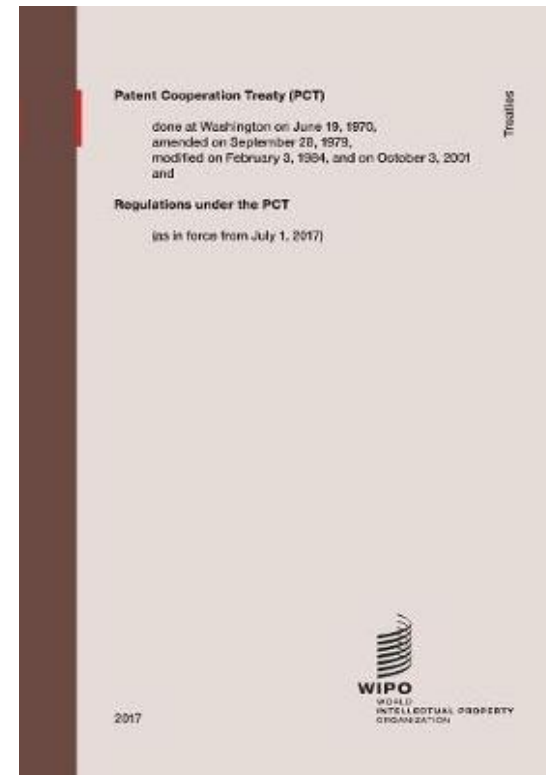 Patent Cooperation Treaty (PCT)
Treaties
done at Washington on June 19, 1970,
amended on September 28, 1979,
modified on February 3, 1984, and on October 3, 2001
and
Regulations under the PCT
(as in force from July 1, 2017)
WIPO
WORLD
INTELLECTUAL PROPERTY
ORGANIZATION
2017